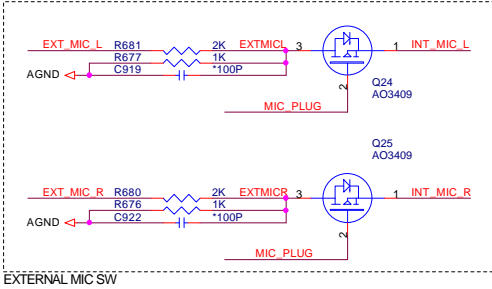 EXT_MIC_L R681 2K EXTMICL 3 1 INT_MIC_L
R677 1K
AGND C919 *100P
Q24
AO3409
2
MIC_PLUG
Q25
AO3409
EXT_MIC_R R680 2K EXTMICR 3 1 INT_MIC_R
R676 1K
AGND C922 *100P
2
MIC_PLUG
EXTERNAL MIC SW